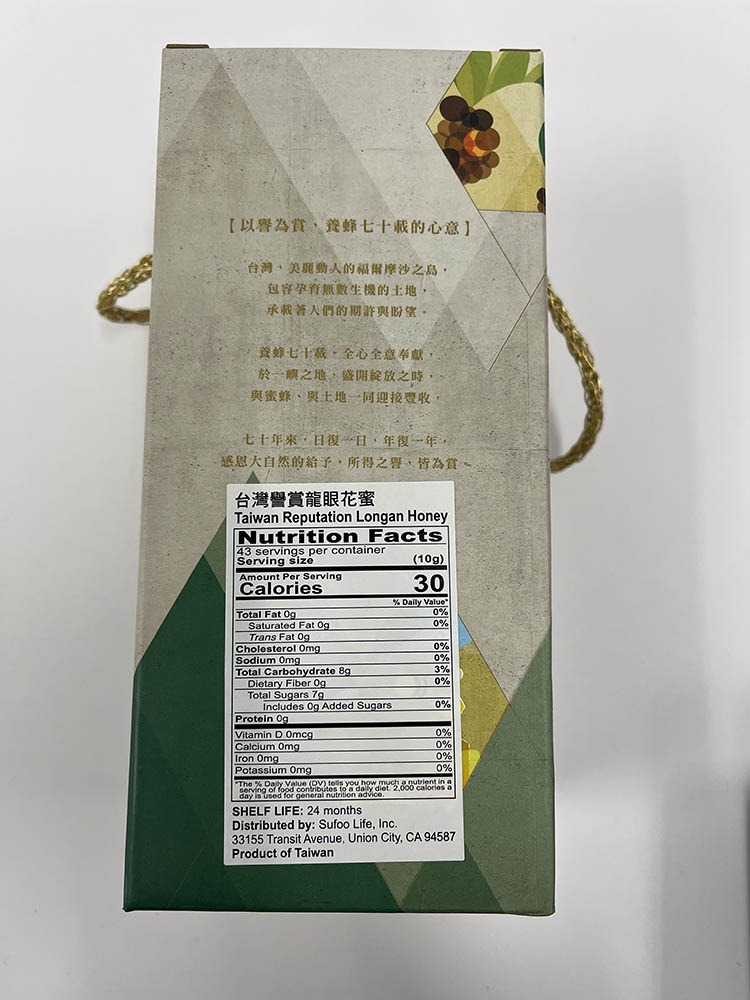 【以譽為賞，養蜂七十載的心意】
台灣，美麗動人的福爾摩沙之島，
包容孕育無數生機的土地，
承載著人們的期許與盼望。
養蜂七十載，全心全意奉獻，
於一嶼之地，盛開綻放之時，
與蜜蜂、與土地一同迎接豐收，
七十年來，日復一日，年復一年，
感恩大自然的給予，所得之譽，皆為賞。
台灣譽賞龍眼花蜜
Taiwan Reputation Longan Honey
Nutrition Facts
43 servings per container
Serving size (10g)
Amount Per Serving
Calories 30
% Daily Value*
Total Fat 0g 0%
Saturated Fat 0g 0%
Trans Fat 0g
Cholesterol 0mg 0%
Sodium 0mg 0%
Total Carbohydrate 8g 3%
Dietary Fiber 0g 0%
Total Sugars 7g
Includes 0g Added Sugars 0%
Protein 0g
Vitamin D 0mcg 0%
Calcium 0mg 0%
Iron 0mg 0%
Potassium 0mg 0%
*The % Daily Value (DV) tells you how much a nutrient in a
serving of food contributes to a daily diet. 2,000 calories a
day is used for general nutrition advice.
SHELF LIFE: 24 months
Distributed by: Sufoo Life, Inc.
33155 Transit Avenue, Union City, CA 94587
Product of Taiwan